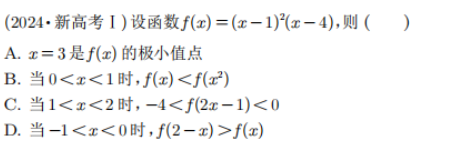 (2024·新高考Ⅰ)设函数f(x)=(x-1)²(x-4),则(  )
A. x=3是f(x)的极小值点
B. 当0<x<1时,f(x)<f(x²)
C. 当1<x<2时,-4<f(2x-1)<0
D. 当-1<x<0时,f(2-x)>f(x)